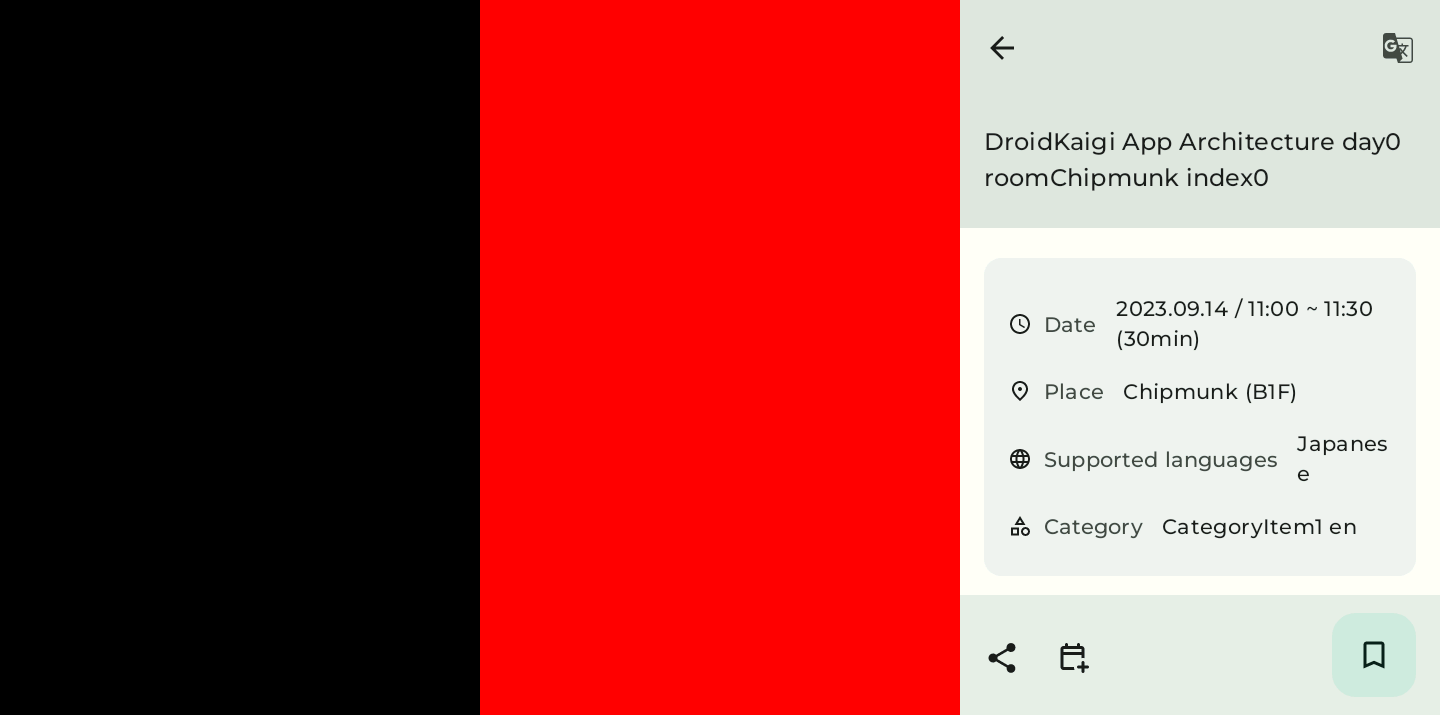 DroidKaigi App Architecture day0
roomChipmunk index0
Date 2023.09.14 / 11:00 ~ 11:30
(30min)
Place Chipmunk (B1F)
Supported languages Japanes
e
Category CategoryItem1 en